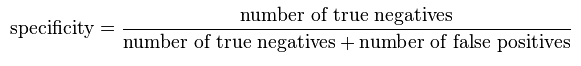 specificity = number of true negatives / number of true negatives + number of false positives